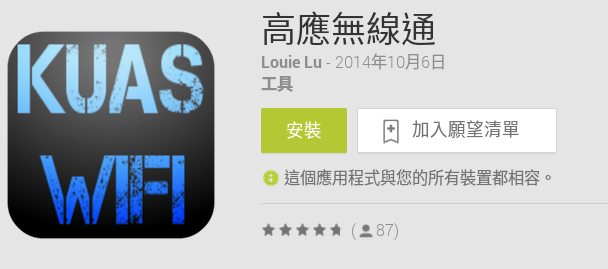 KUAS
WIFI
高應無線通
Louie Lu - 2014年10月6日
工具
安裝
加入願望清單
這個應用程式與您的所有裝置都相容。
(87)